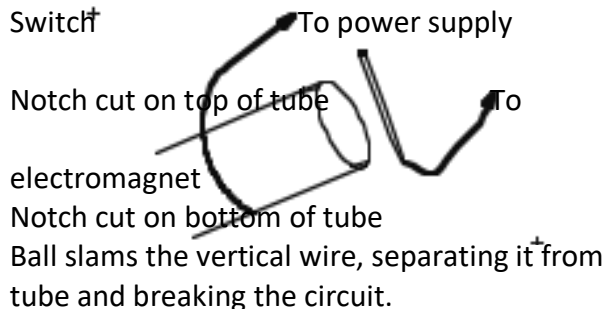 Switch To power supply
Notch cut on top of tube To
electromagnet
Notch cut on bottom of tube
Ball slams the vertical wire, separating it from
tube and breaking the circuit.